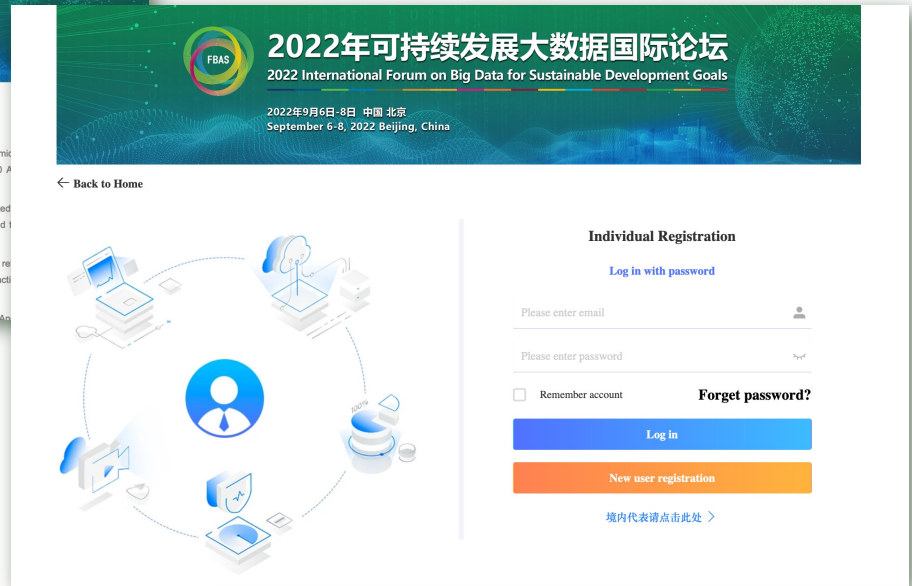 FBAS
2022年可持续发展大数据国际论坛
2022 International Forum on Big Data for Sustainable Development Goals
2022年9月6日-8日 中国 北京
September 6-8, 2022 Beijing, China
Back to Home
Individual Registration
Log in with password
Please enter email
Please enter password
Remember account
Forget password?
Log in
New user registration
境内代表请点击此处
100%